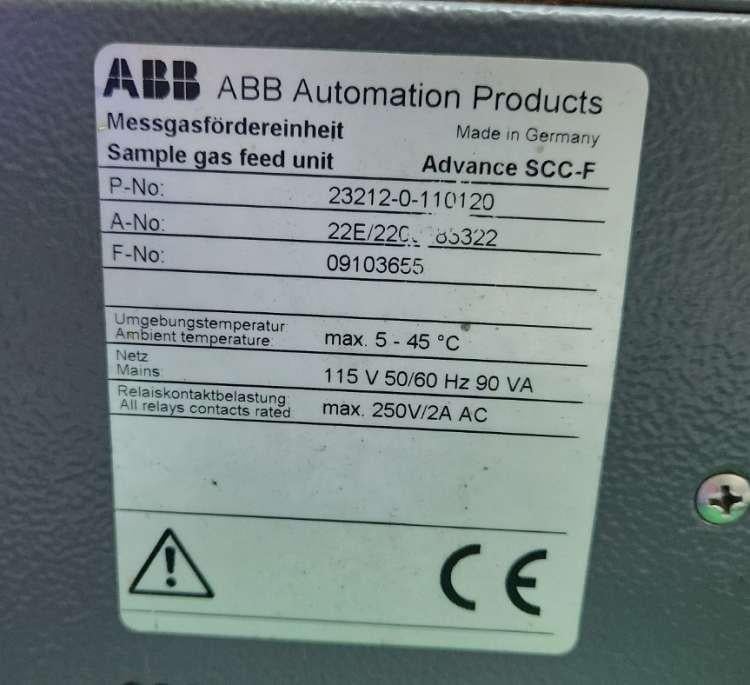 ABB ABB Automation Products
Messgasfördereinheit Made in Germany
Sample gas feed unit Advance SCC-F
P-No: 23212-0-110120
A-No:
F-No: 09103655
Umgebungstemperatur
Ambient temperature: max. 5 - 45 °C
Netz
Mains: 115 V 50/60 Hz 90 VA
Relaiskontaktbelastung:
All relays contacts rated max. 250V/2A AC
CE